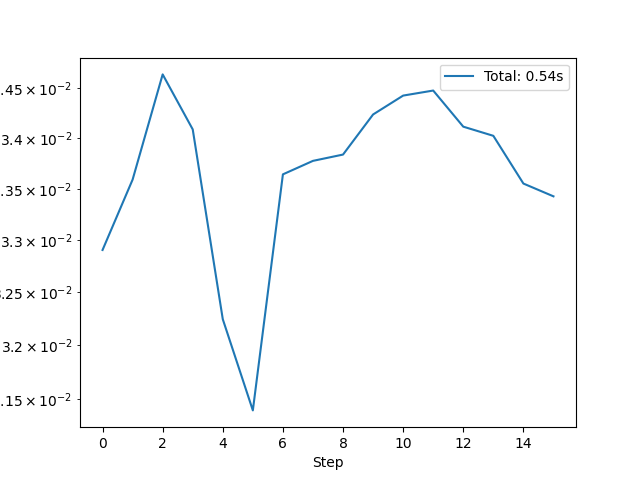 Total: 0.54s
.45 × 10⁻²
3.4 × 10⁻²
.35 × 10⁻²
3.3 × 10⁻²
3.25 × 10⁻²
3.2 × 10⁻²
.15 × 10⁻²
0 2 4 6 8 10 12 14
Step